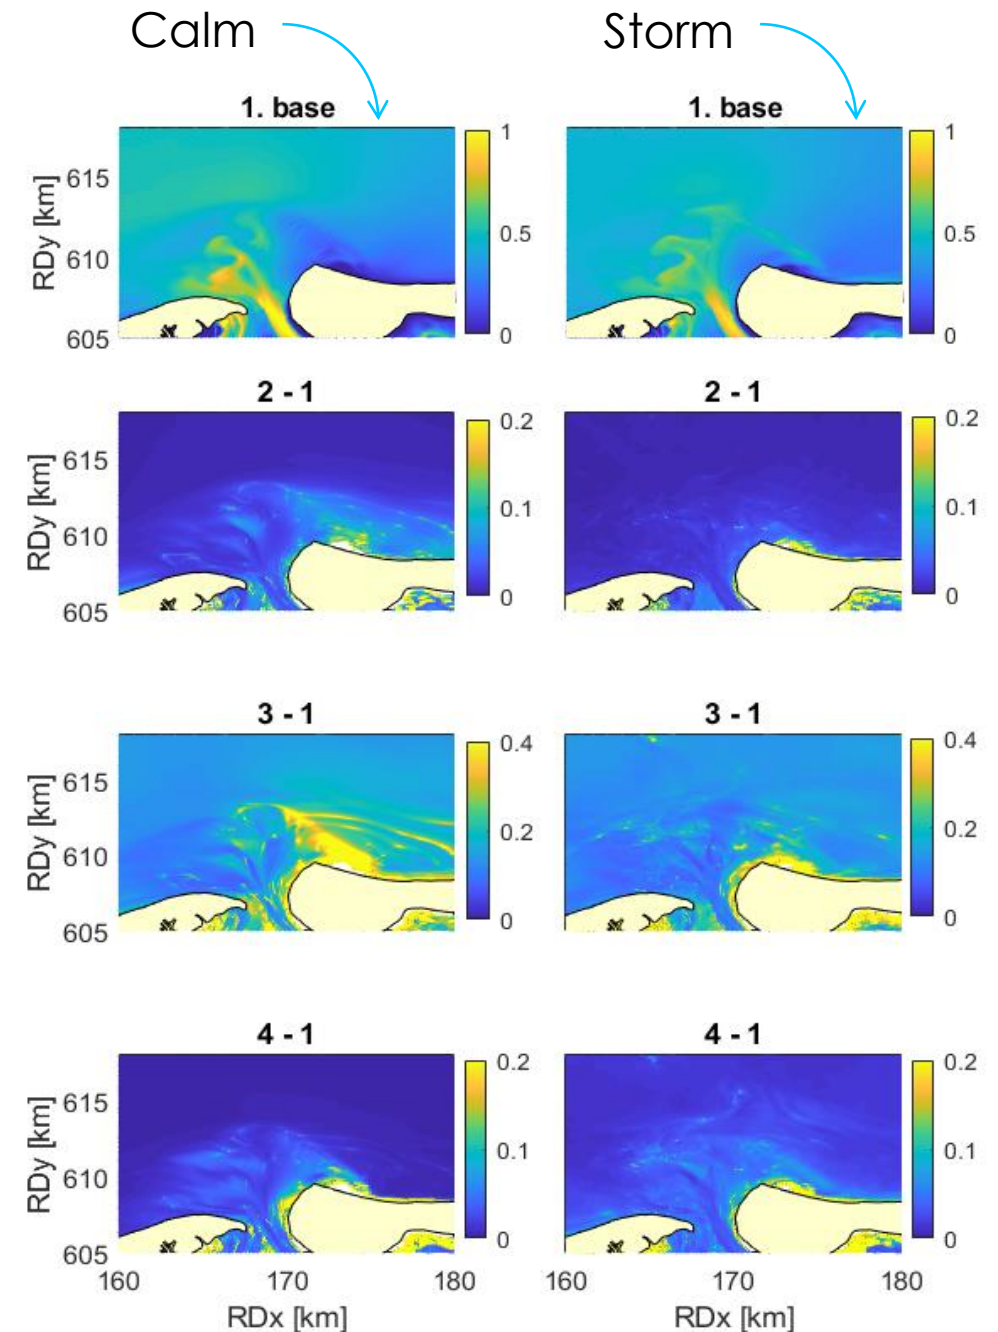 Calm Storm
1. base 1. base
RDy [km] 615 610 605 1 0.5 0 1 0.5 0
2 - 1 2 - 1
RDy [km] 615 610 605 0.2 0.1 0 0.2 0.1 0
3 - 1 3 - 1
RDy [km] 615 610 605 0.4 0.2 0 0.4 0.2 0
4 - 1 4 - 1
RDy [km] 615 610 605 0.2 0.1 0 0.2 0.1 0
160 170 180 160 170 180
RDx [km] RDx [km]